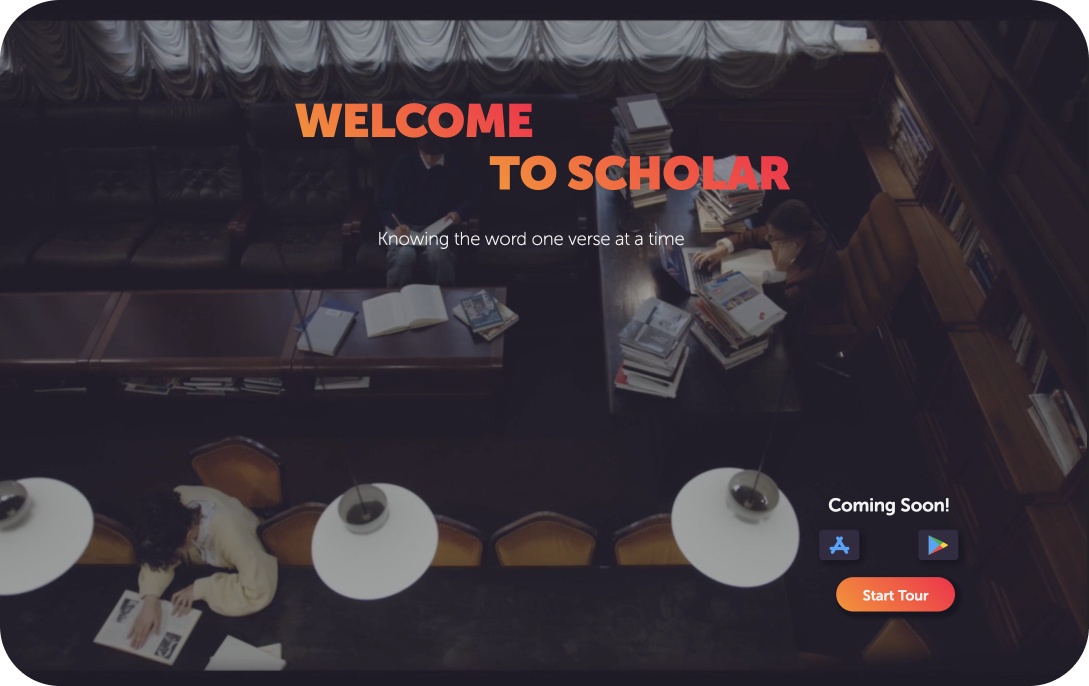 WELCOME
TO SCHOLAR
Knowing the word one verse at a time
Coming Soon!
Start Tour